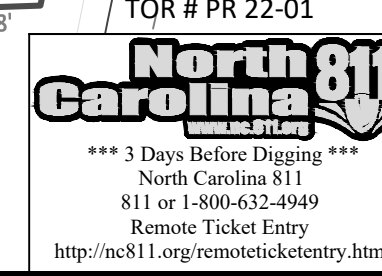 8'
TOR # PR 22-01
North 811
Carolina
www.nc811.org
*** 3 Days Before Digging ***
North Carolina 811
811 or 1-800-632-4949
Remote Ticket Entry
http://nc811.org/remoteticketentry.htm